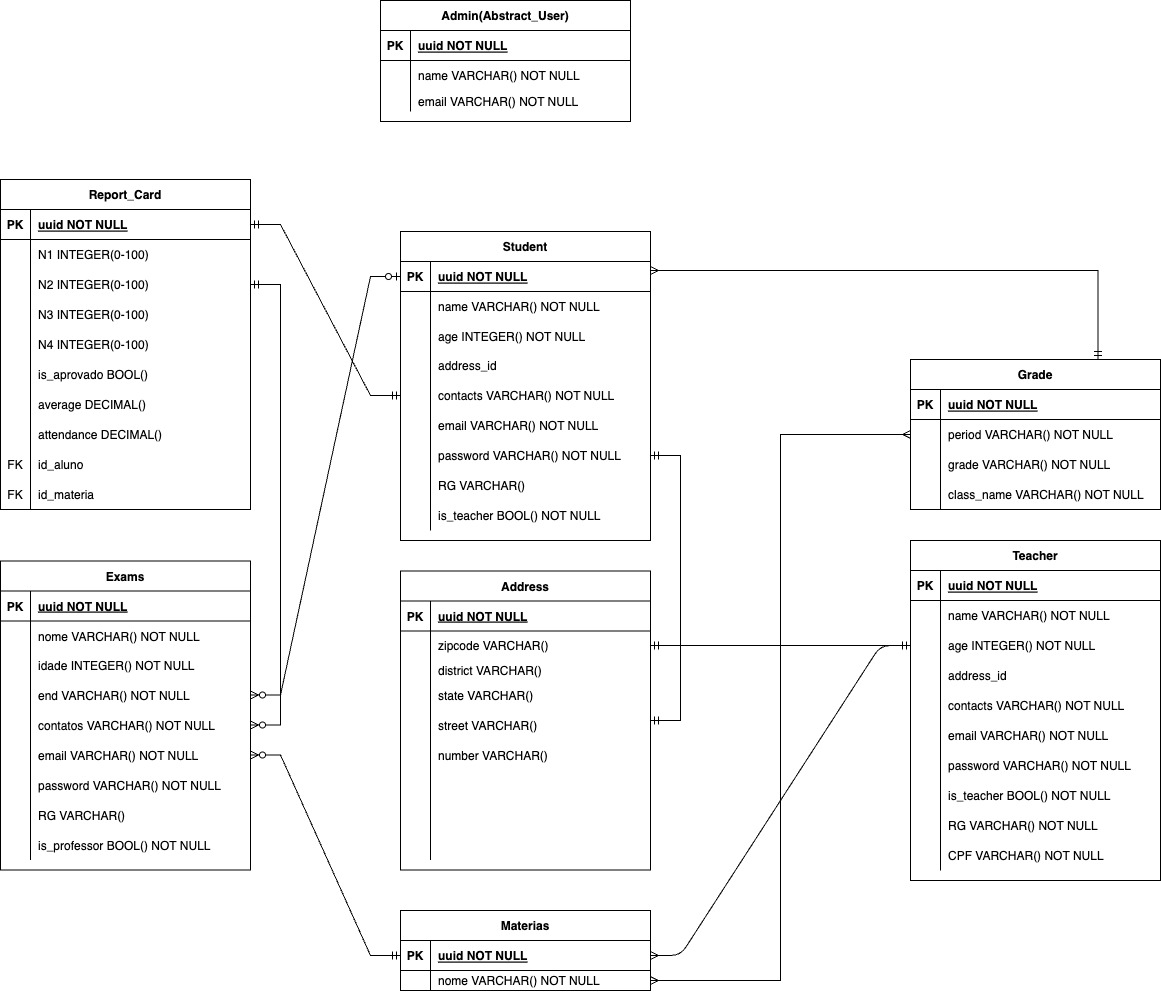 Admin(Abstract_User)
PK uuid NOT NULL
name VARCHAR() NOT NULL
email VARCHAR() NOT NULL
Report_Card
PK uuid NOT NULL
N1 INTEGER(0-100)
N2 INTEGER(0-100)
N3 INTEGER(0-100)
N4 INTEGER(0-100)
is_aprovado BOOL()
average DECIMAL()
attendance DECIMAL()
FK id_aluno
FK id_materia
Student
PK uuid NOT NULL
name VARCHAR() NOT NULL
age INTEGER() NOT NULL
address_id
contacts VARCHAR() NOT NULL
email VARCHAR() NOT NULL
password VARCHAR() NOT NULL
RG VARCHAR()
is_teacher BOOL() NOT NULL
Grade
PK uuid NOT NULL
period VARCHAR() NOT NULL
grade VARCHAR() NOT NULL
class_name VARCHAR() NOT NULL
Exams
PK uuid NOT NULL
nome VARCHAR() NOT NULL
idade INTEGER() NOT NULL
end VARCHAR() NOT NULL
contatos VARCHAR() NOT NULL
email VARCHAR() NOT NULL
password VARCHAR() NOT NULL
RG VARCHAR()
is_professor BOOL() NOT NULL
Address
PK uuid NOT NULL
zipcode VARCHAR()
district VARCHAR()
state VARCHAR()
street VARCHAR()
number VARCHAR()
Teacher
PK uuid NOT NULL
name VARCHAR() NOT NULL
age INTEGER() NOT NULL
address_id
contacts VARCHAR() NOT NULL
email VARCHAR() NOT NULL
password VARCHAR() NOT NULL
is_teacher BOOL() NOT NULL
RG VARCHAR() NOT NULL
CPF VARCHAR() NOT NULL
Materias
PK uuid NOT NULL
nome VARCHAR() NOT NULL